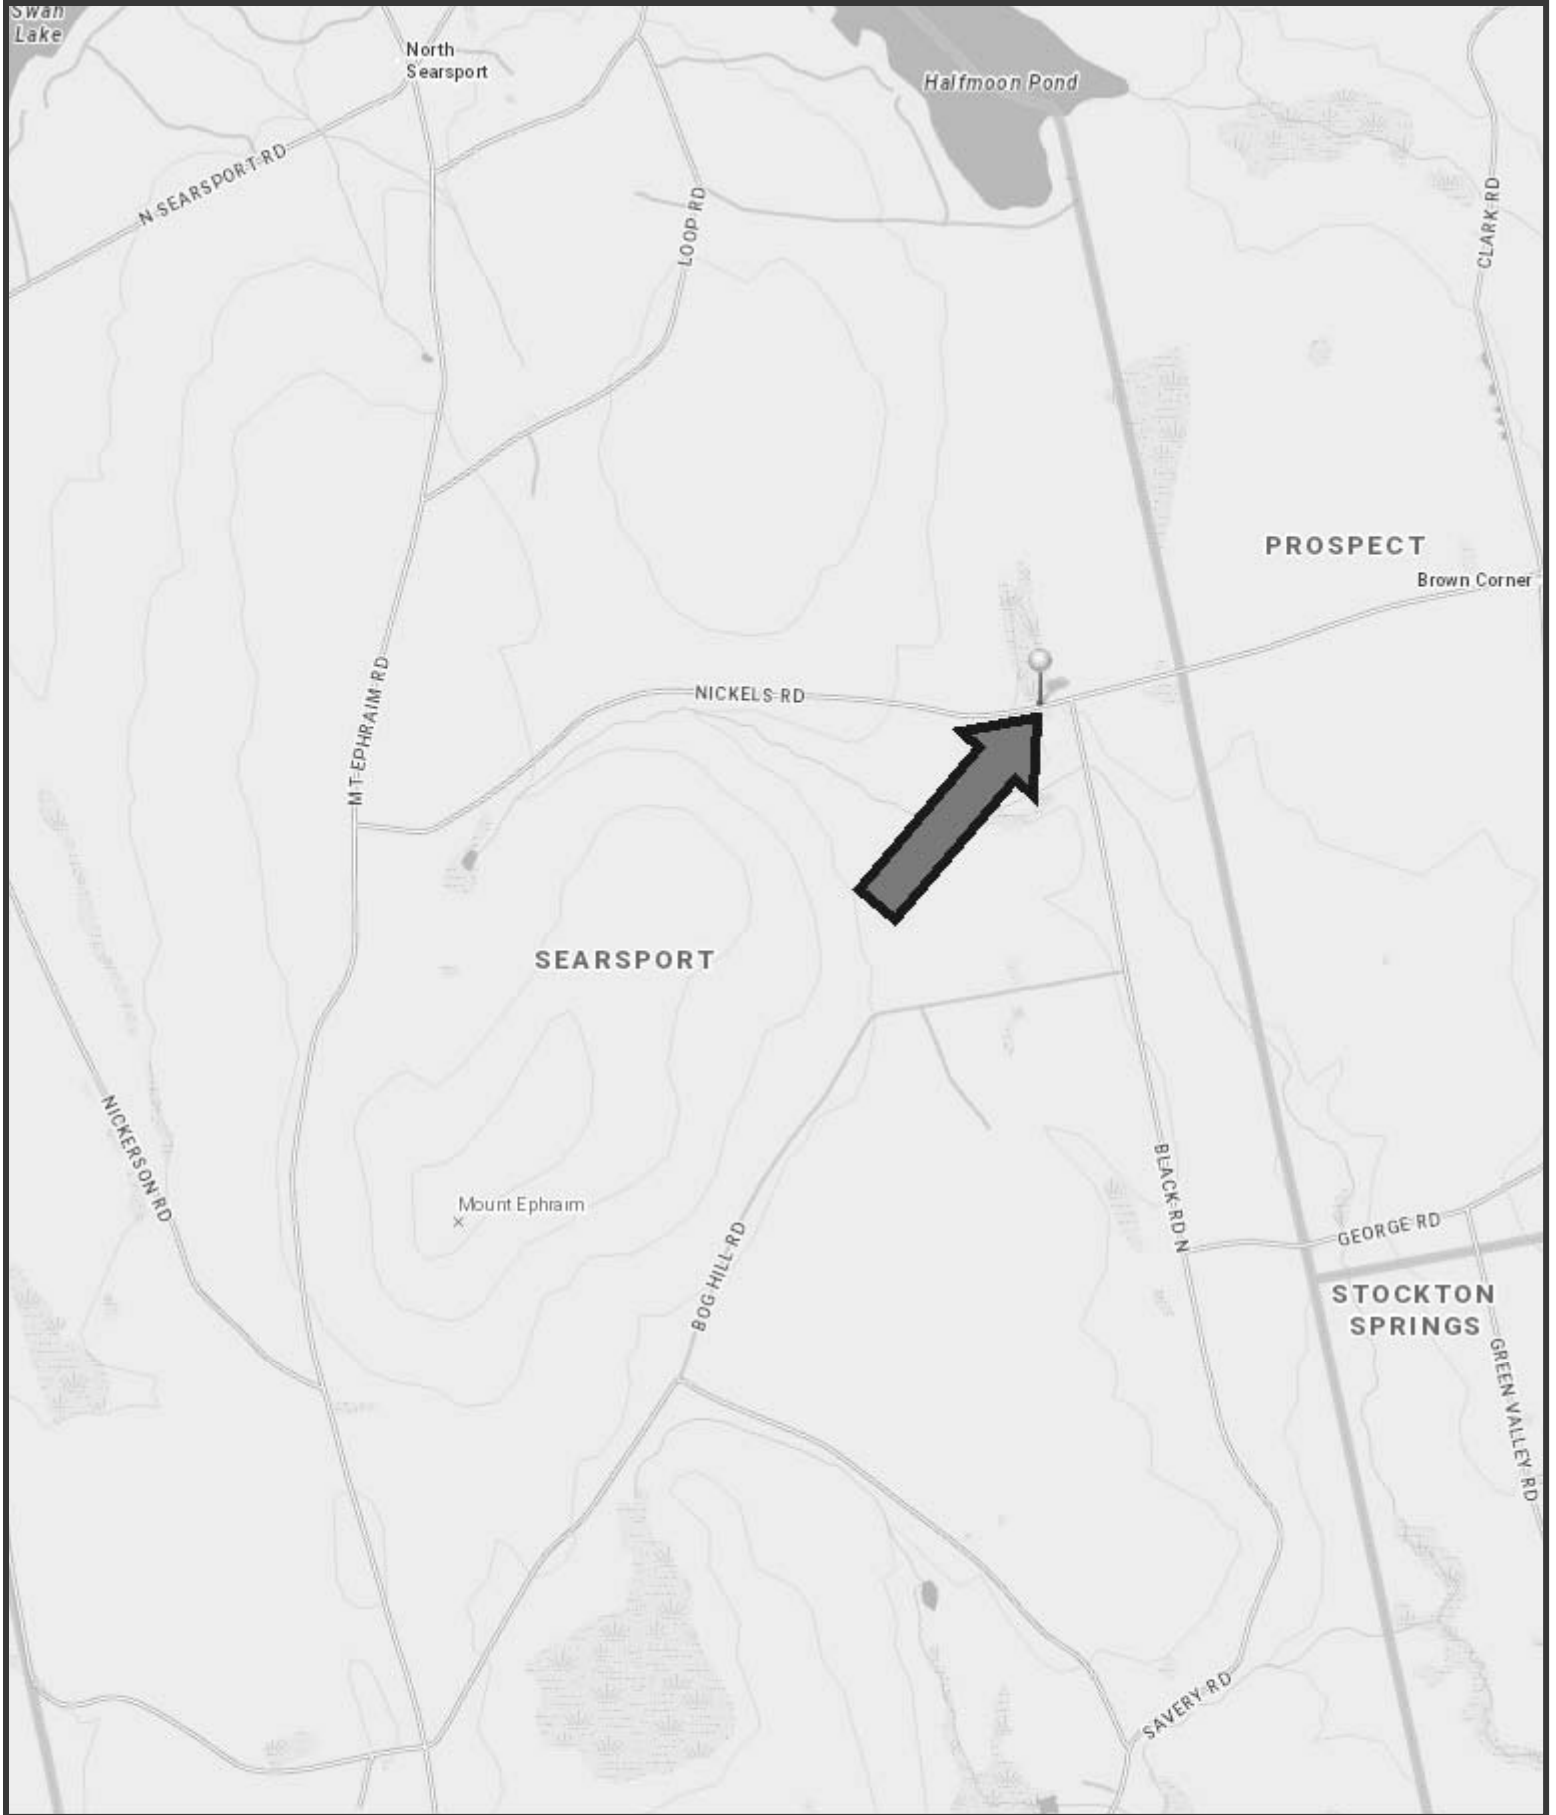 Swan
Lake
North
Searsport
Halfmoon Pond
N SEARSPORT RD
LOOP RD
CLARK RD
PROSPECT
Brown Corner
MT EPHRAIM RD
NICKELS RD
SEARSPORT
NICKERSON RD
Mount Ephraim
BLACK RD N
BOG HILL RD
GEORGE RD
STOCKTON
SPRINGS
GREEN VALLEY RD
SAVERY RD